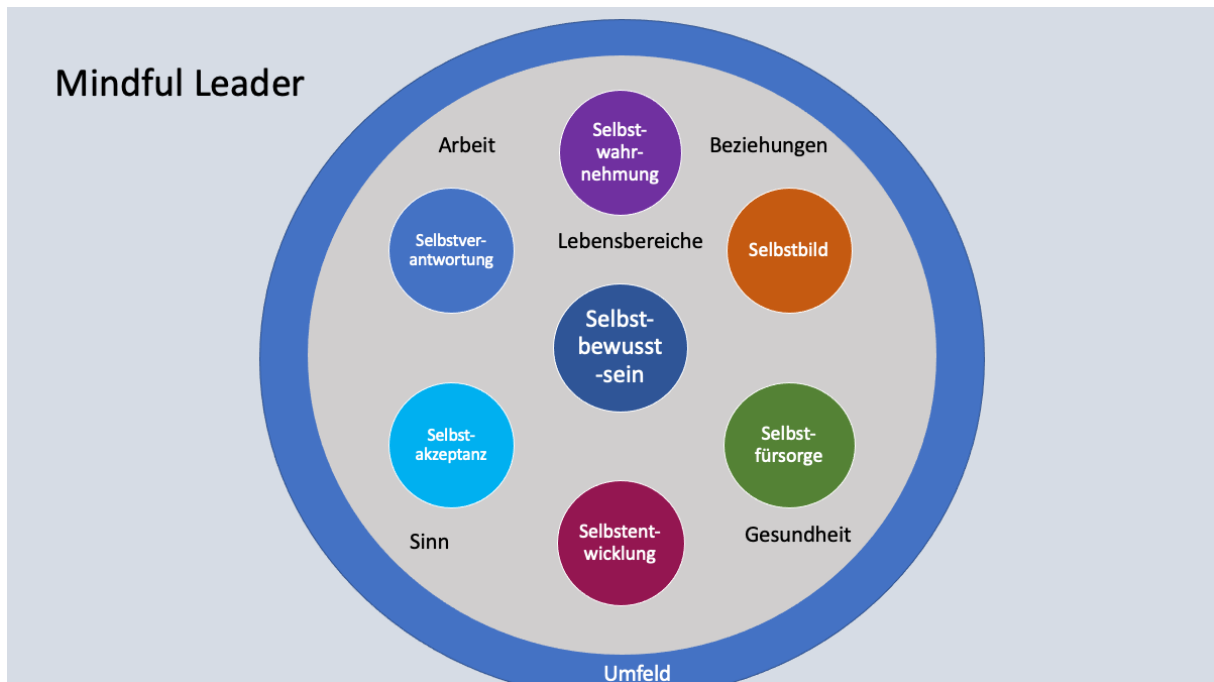 Mindful Leader
Arbeit
Selbst-
wahr-
nehmung
Beziehungen
Selbstver-
antwortung
Lebensbereiche
Selbstbild
Selbst-
bewusst
-sein
Selbst-
akzeptanz
Selbst-
fürsorge
Sinn
Selbstent-
wicklung
Gesundheit
Umfeld